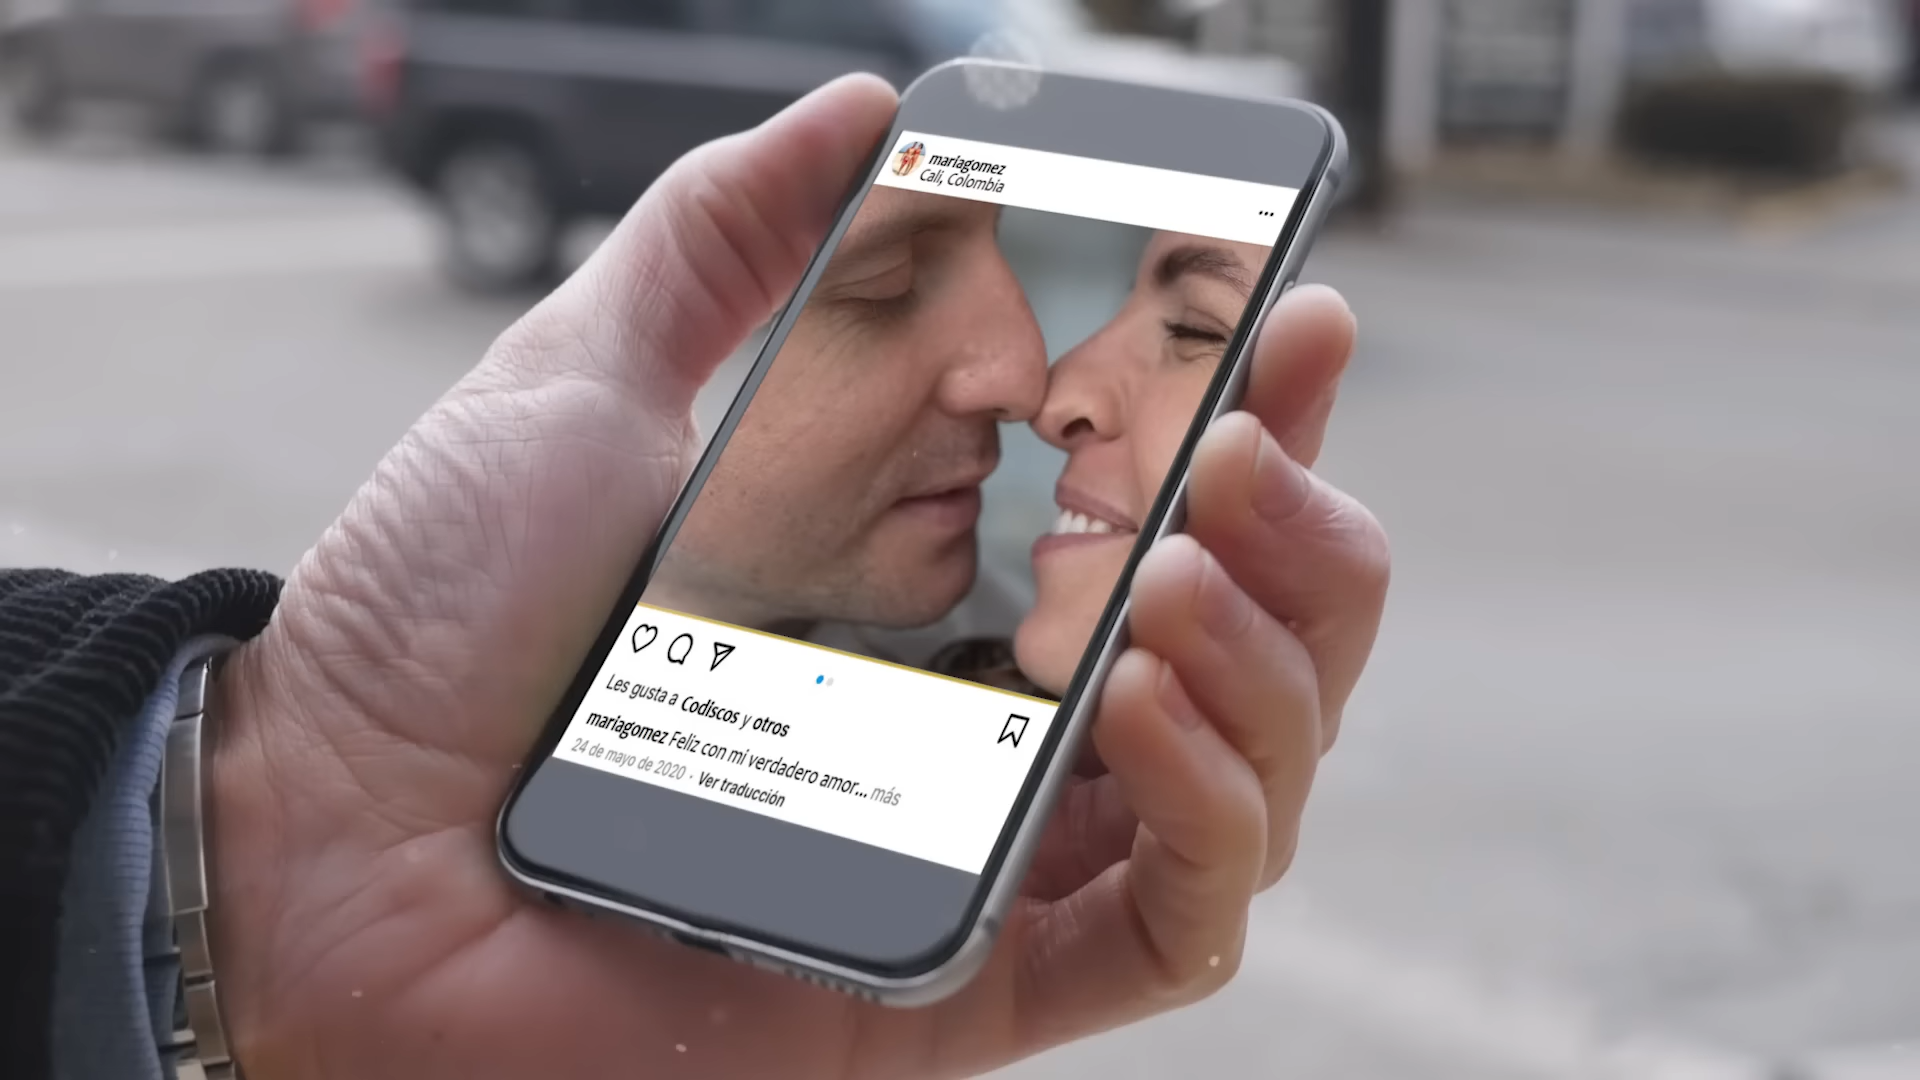 mariagomez
Cali, Colombia
Les gusta a Codiscos y otros
mariagomez Feliz con mi verdadero amor... más
24 de mayo de 2020 · Ver traducción